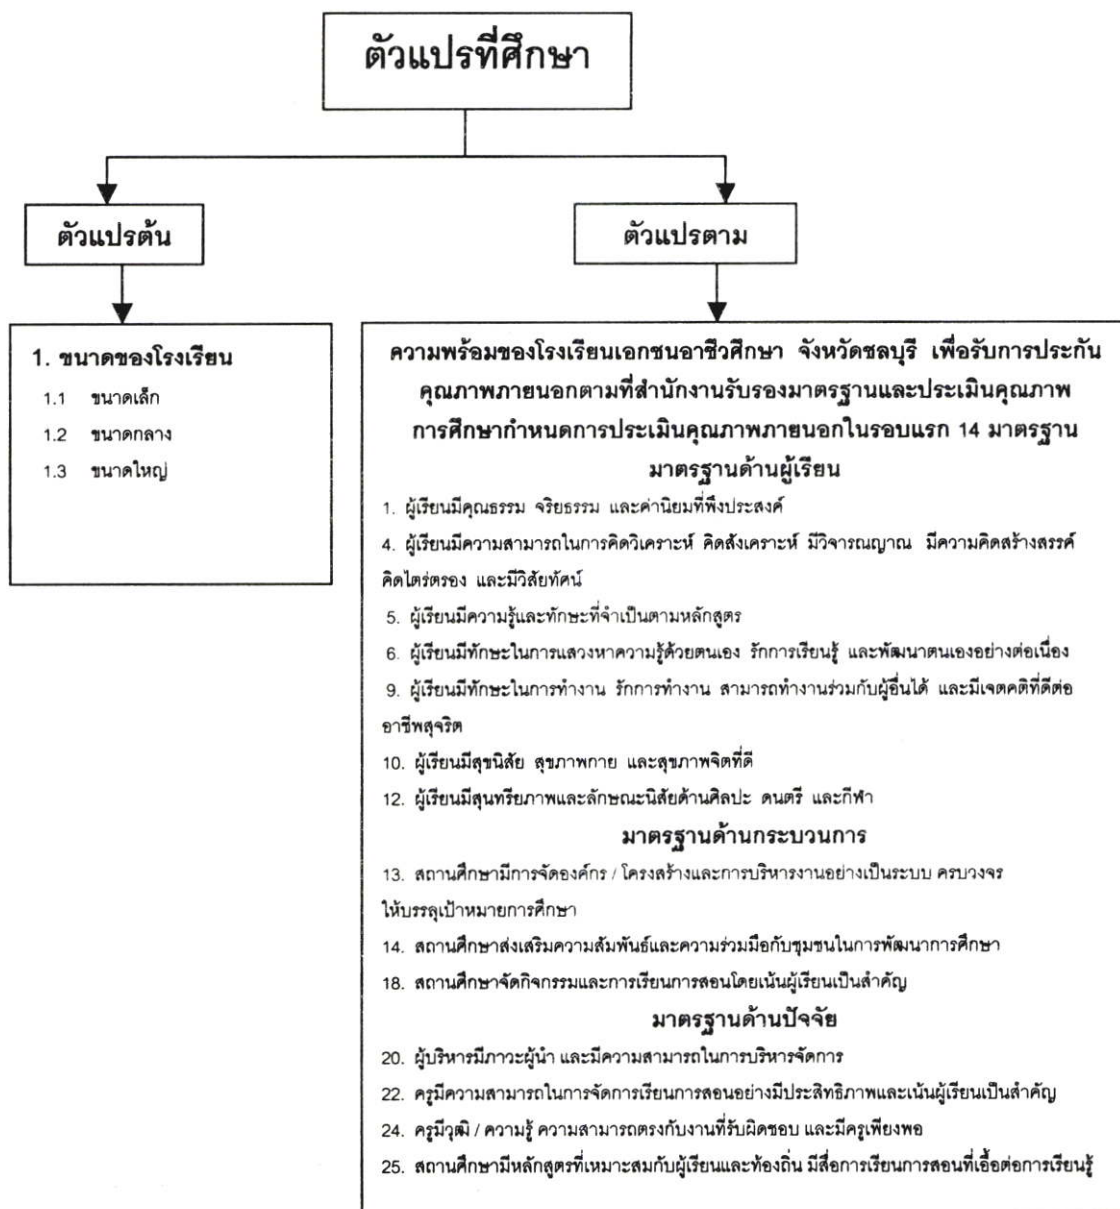 ตัวแปรที่ศึกษา
ตัวแปรต้น
ตัวแปรตาม
1. ขนาดของโรงเรียน
1.1 ขนาดเล็ก
1.2 ขนาดกลาง
1.3 ขนาดใหญ่
ความพร้อมของโรงเรียนเอกชนอาชีวศึกษา จังหวัดชลบุรี เพื่อรับการประกัน
คุณภาพภายนอกตามที่สำนักงานรับรองมาตรฐานและประเมินคุณภาพ
การศึกษากำหนดการประเมินคุณภาพภายนอกในรอบแรก 14 มาตรฐาน
มาตรฐานด้านผู้เรียน
1. ผู้เรียนมีคุณธรรม จริยธรรม และค่านิยมที่พึงประสงค์
4. ผู้เรียนมีความสามารถในการคิดวิเคราะห์ คิดสังเคราะห์ มีวิจารณญาณ มีความคิดสร้างสรรค์
คิดไตร่ตรอง และมีวิสัยทัศน์
5. ผู้เรียนมีความรู้และทักษะที่จำเป็นตามหลักสูตร
6. ผู้เรียนมีทักษะในการแสวงหาความรู้ด้วยตนเอง รักการเรียนรู้ และพัฒนาตนเองอย่างต่อเนื่อง
9. ผู้เรียนมีทักษะในการทำงาน รักการทำงาน สามารถทำงานร่วมกับผู้อื่นได้ และมีเจตคติที่ดีต่อ
อาชีพสุจริต
10. ผู้เรียนมีสุขนิสัย สุขภาพกาย และสุขภาพจิตที่ดี
12. ผู้เรียนมีสุนทรียภาพและลักษณะนิสัยด้านศิลปะ ดนตรี และกีฬา
มาตรฐานด้านกระบวนการ
13. สถานศึกษามีการจัดองค์กร / โครงสร้างและการบริหารงานอย่างเป็นระบบ ครบวงจร
ให้บรรลุเป้าหมายการศึกษา
14. สถานศึกษาส่งเสริมความสัมพันธ์และความร่วมมือกับชุมชนในการพัฒนาการศึกษา
18. สถานศึกษาจัดกิจกรรมและการเรียนการสอนโดยเน้นผู้เรียนเป็นสำคัญ
มาตรฐานด้านปัจจัย
20. ผู้บริหารมีภาวะผู้นำ และมีความสามารถในการบริหารจัดการ
22. ครูมีความสามารถในการจัดการเรียนการสอนอย่างมีประสิทธิภาพและเน้นผู้เรียนเป็นสำคัญ
24. ครูมีวุฒิ / ความรู้ ความสามารถตรงกับงานที่รับผิดชอบ และมีครูเพียงพอ
25. สถานศึกษามีหลักสูตรที่เหมาะสมกับผู้เรียนและท้องถิ่น มีสื่อการเรียนการสอนที่เอื้อต่อการเรียนรู้